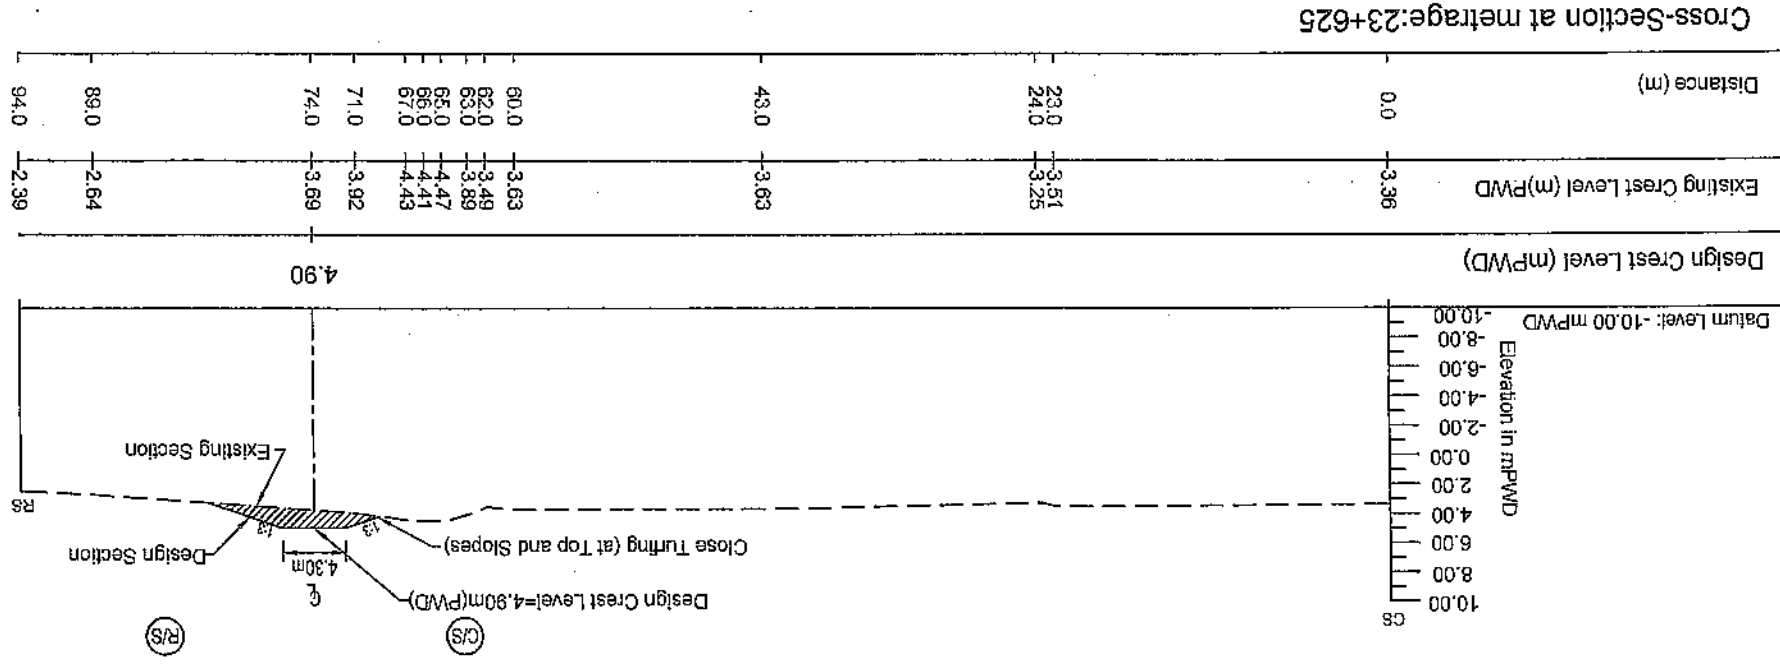 C/S
R/S
CS
Design Crest Level=4.90m(PWD)
℄
4.30m
Close Turfing (at Top and Slopes)
Design Section
1:3
1:3
RS
Existing Section
Elevation in mPWD
10.00
8.00
6.00
4.00
2.00
0.00
-2.00
-4.00
-6.00
-8.00
-10.00
Datum Level: -10.00 mPWD
Design Crest Level (mPWD)
4.90
Existing Crest Level (m)PWD
3.36
3.51
3.25
3.63
3.63
3.49
3.89
4.47
4.41
4.43
3.92
3.69
2.64
2.39
Distance (m)
0.0
23.0
24.0
43.0
60.0
62.0
63.0
65.0
66.0
67.0
71.0
74.0
89.0
94.0
Cross-Section at metrage:23+625